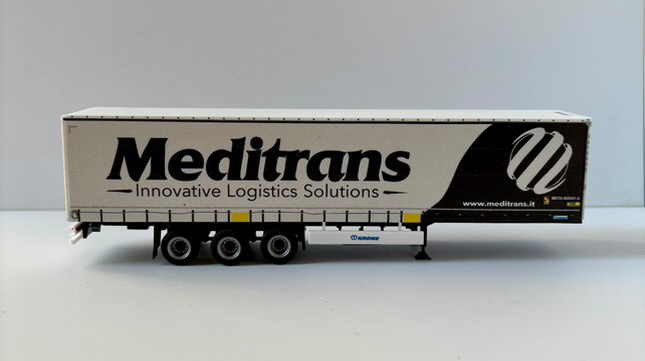 Meditrans
Innovative Logistics Solutions
www.meditrans.it
KRONE